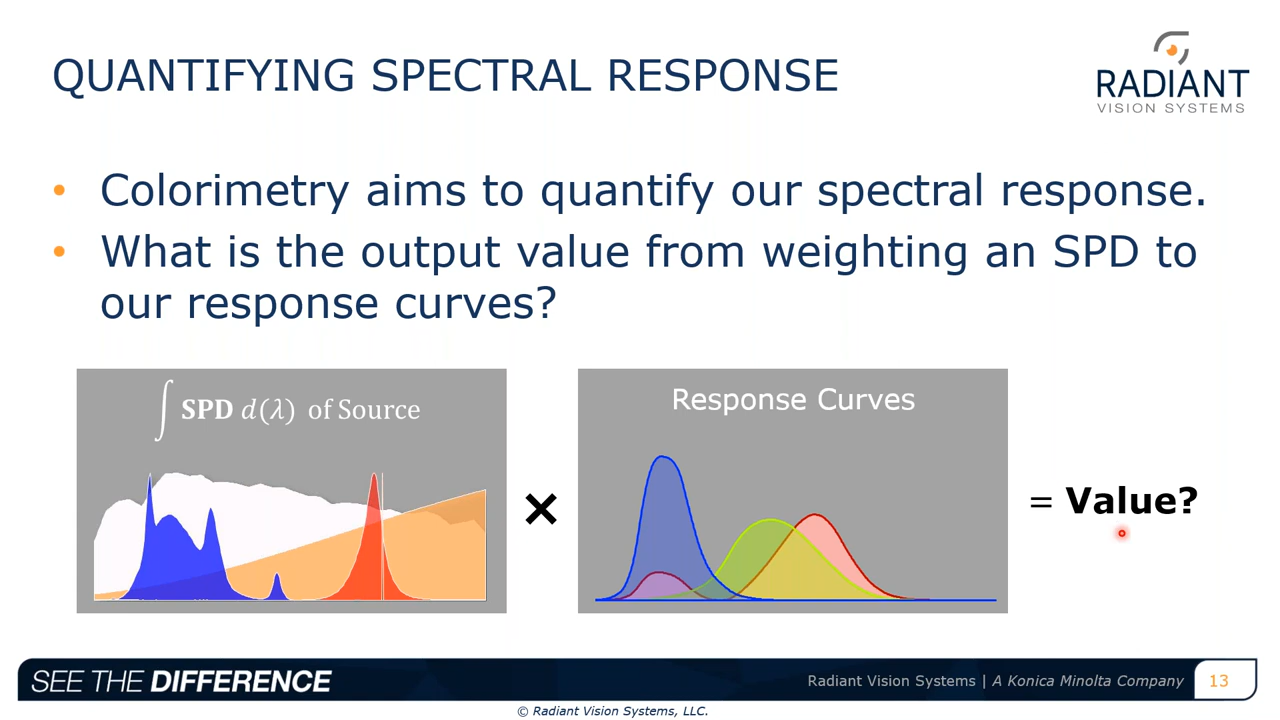 QUANTIFYING SPECTRAL RESPONSE
RADIANT
VISION SYSTEMS
• Colorimetry aims to quantify our spectral response.
• What is the output value from weighting an SPD to
our response curves?
∫ SPD d(λ) of Source
Response Curves
×
= Value?
SEE THE DIFFERENCE
Radiant Vision Systems | A Konica Minolta Company
13
© Radiant Vision Systems, LLC.